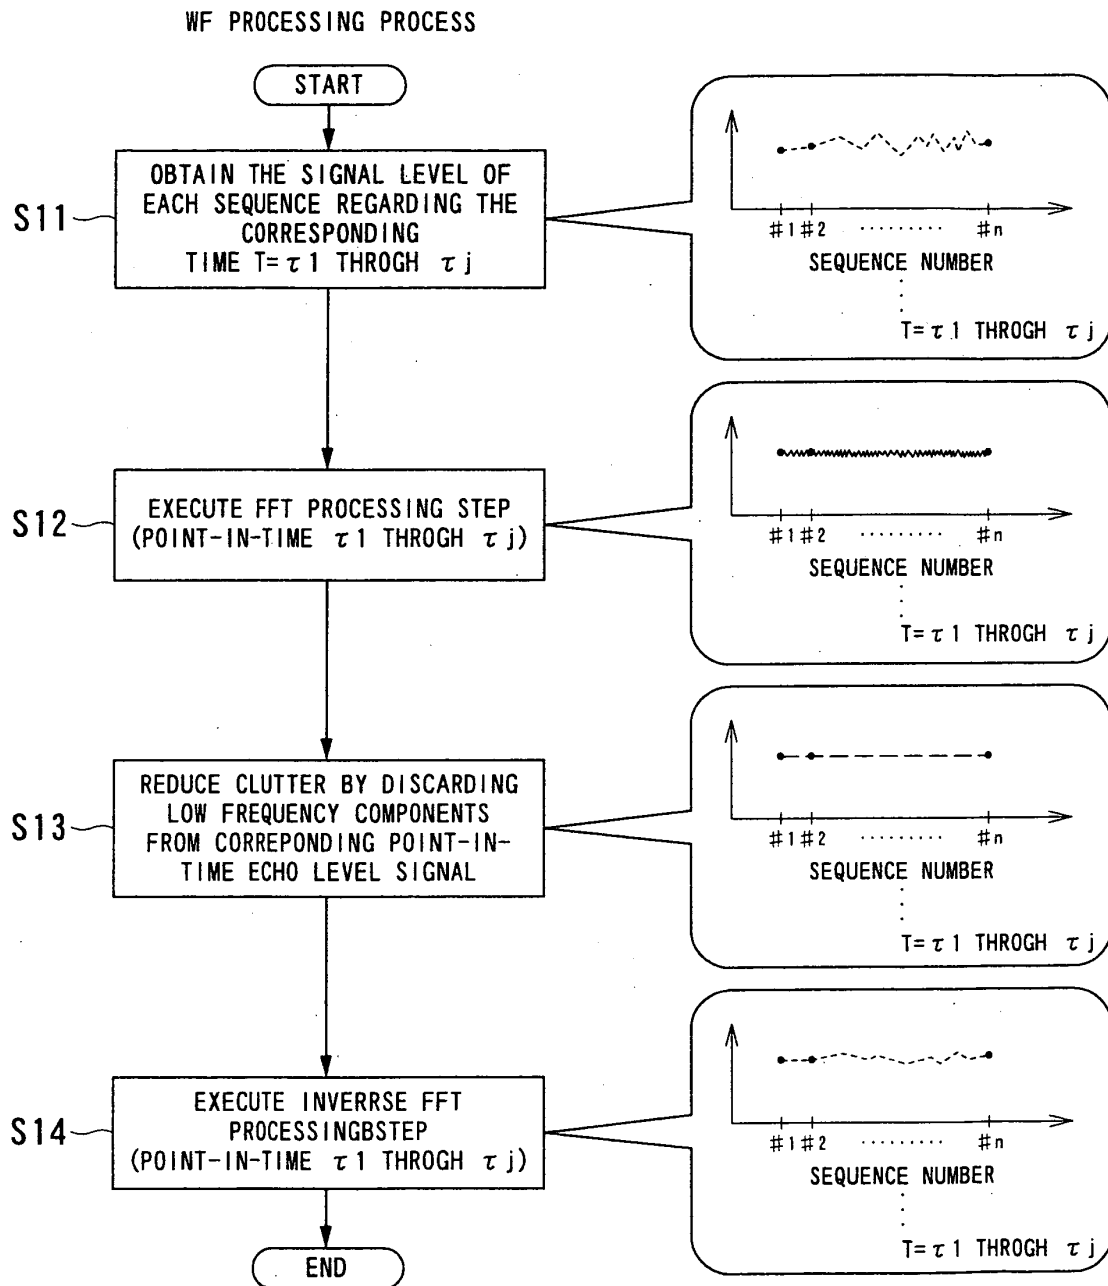 WF PROCESSING PROCESS
START
S11
OBTAIN THE SIGNAL LEVEL OF
EACH SEQUENCE REGARDING THE
CORRESPONDING
TIME T=τ1 THROGH τj
#1 #2 ········· #n
SEQUENCE NUMBER
T=τ1 THROGH τj
S12
EXECUTE FFT PROCESSING STEP
(POINT-IN-TIME τ1 THROGH τj)
#1 #2 ········· #n
SEQUENCE NUMBER
T=τ1 THROGH τj
S13
REDUCE CLUTTER BY DISCARDING
LOW FREQUENCY COMPONENTS
FROM CORREPONDING POINT-IN-
TIME ECHO LEVEL SIGNAL
#1 #2 ········· #n
SEQUENCE NUMBER
T=τ1 THROGH τj
S14
EXECUTE INVERRSE FFT
PROCESSINGBSTEP
(POINT-IN-TIME τ1 THROGH τj)
#1 #2 ········· #n
SEQUENCE NUMBER
T=τ1 THROGH τj
END